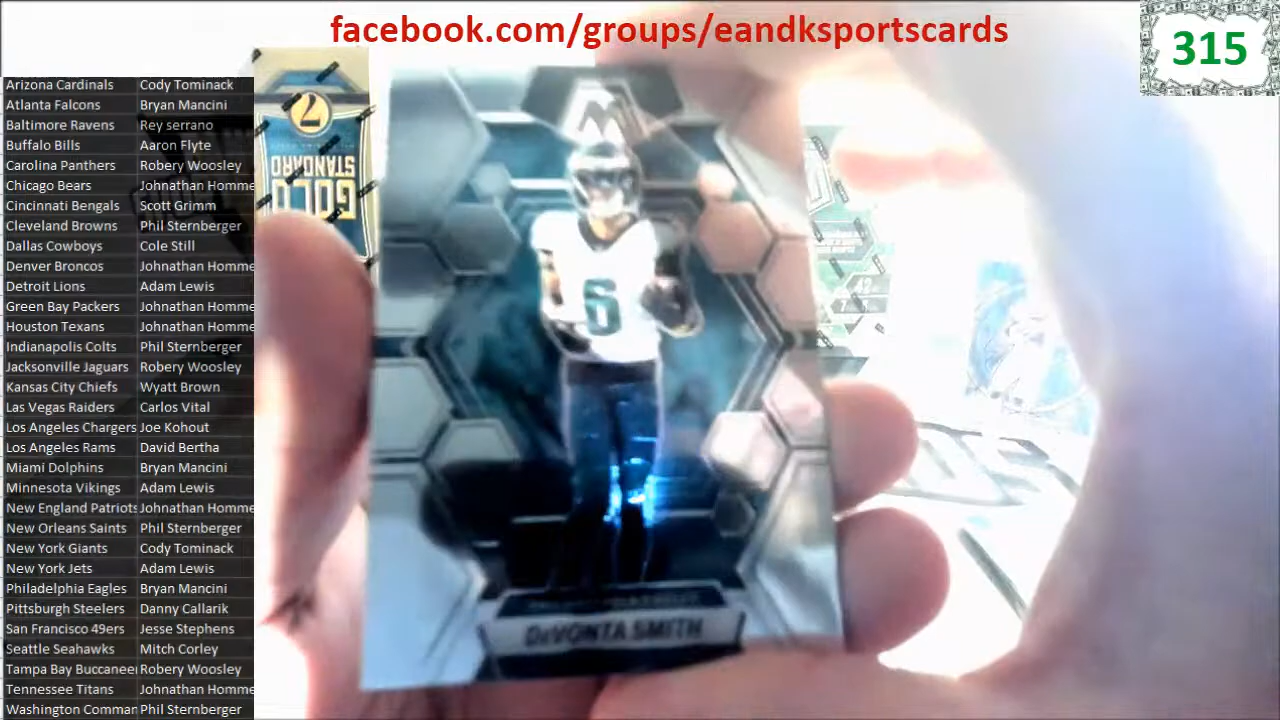 facebook.com/groups/eandksportscards
315
Arizona Cardinals Cody Tominack
Atlanta Falcons Bryan Mancini
Baltimore Ravens Rey serrano
Buffalo Bills Aaron Flyte
Carolina Panthers Robery Woosley
Chicago Bears Johnathan Homme
Cincinnati Bengals Scott Grimm
Cleveland Browns Phil Sternberger
Dallas Cowboys Cole Still
Denver Broncos Johnathan Homme
Detroit Lions Adam Lewis
Green Bay Packers Johnathan Homme
Houston Texans Johnathan Homme
Indianapolis Colts Phil Sternberger
Jacksonville Jaguars Robery Woosley
Kansas City Chiefs Wyatt Brown
Las Vegas Raiders Carlos Vital
Los Angeles Chargers Joe Kohout
Los Angeles Rams David Bertha
Miami Dolphins Bryan Mancini
Minnesota Vikings Adam Lewis
New England Patriots Johnathan Homme
New Orleans Saints Phil Sternberger
New York Giants Cody Tominack
New York Jets Adam Lewis
Philadelphia Eagles Bryan Mancini
Pittsburgh Steelers Danny Callarik
San Francisco 49ers Jesse Stephens
Seattle Seahawks Mitch Corley
Tampa Bay Buccaneer Robery Woosley
Tennessee Titans Johnathan Homme
Washington Comman Phil Sternberger
GOLD
STANDARD
6
DeVONTA SMITH